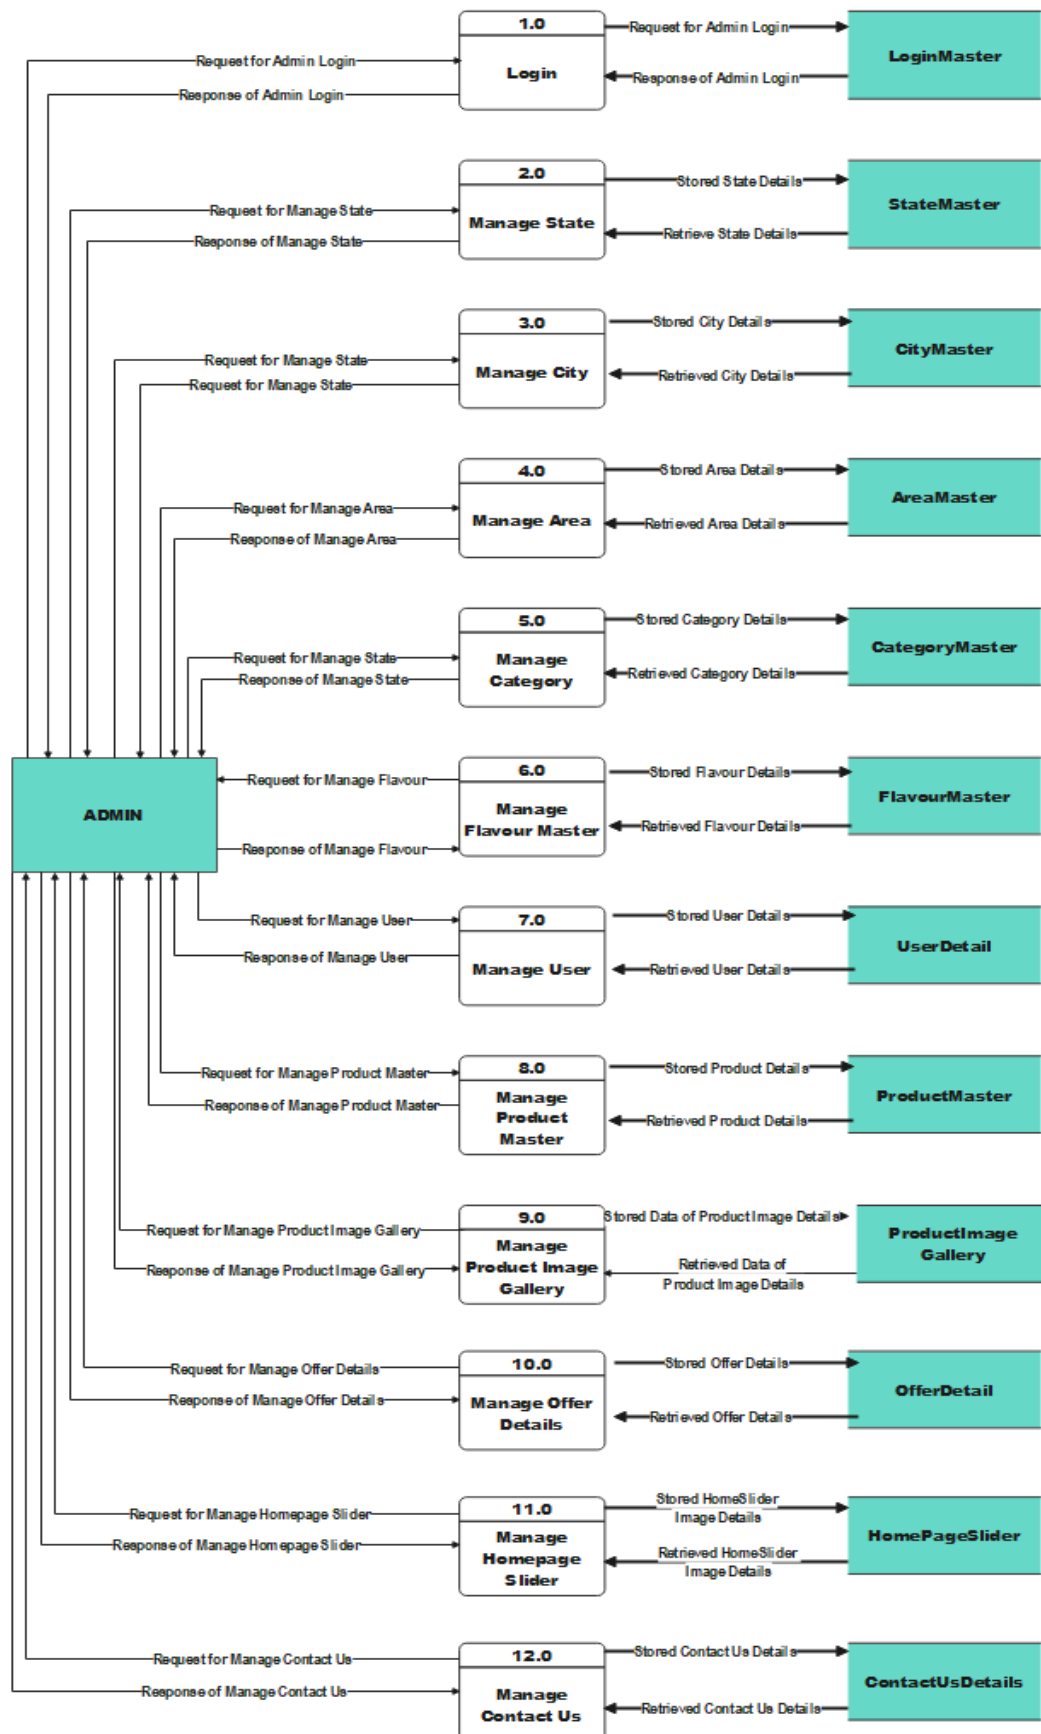 1.0
Login
Request for Admin Login
Response of Admin Login
Request for Admin Login
Response of Admin Login
LoginMaster
2.0
Manage State
Request for Manage State
Response of Manage State
Stored State Details
Retrieve State Details
StateMaster
3.0
Manage City
Request for Manage State
Request for Manage State
Stored City Details
Retrieved City Details
CityMaster
4.0
Manage Area
Request for Manage Area
Response of Manage Area
Stored Area Details
Retrieved Area Details
AreaMaster
5.0
Manage
Category
Request for Manage State
Response of Manage State
Stored Category Details
Retrieved Category Details
CategoryMaster
ADMIN
6.0
Manage
Flavour Master
Request for Manage Flavour
Response of Manage Flavour
Stored Flavour Details
Retrieved Flavour Details
FlavourMaster
7.0
Manage User
Request for Manage User
Response of Manage User
Stored User Details
Retrieved User Details
UserDetail
8.0
Manage
Product
Master
Request for Manage Product Master
Response of Manage Product Master
Stored Product Details
Retrieved Product Details
ProductMaster
9.0
Manage
Product Image
Gallery
Request for Manage Product Image Gallery
Response of Manage Product Image Gallery
Stored Data of Product Image Details
Retrieved Data of
Product Image Details
ProductImage
Gallery
10.0
Manage Offer
Details
Request for Manage Offer Details
Response of Manage Offer Details
Stored Offer Details
Retrieved Offer Details
OfferDetail
11.0
Manage
Homepage
Slider
Request for Manage Homepage Slider
Response of Manage Homepage Slider
Stored HomeSlider
Image Details
Retrieved HomeSlider
Image Details
HomePageSlider
12.0
Manage
Contact Us
Request for Manage Contact Us
Response of Manage Contact Us
Stored Contact Us Details
Retrieved Contact Us Details
ContactUsDetails